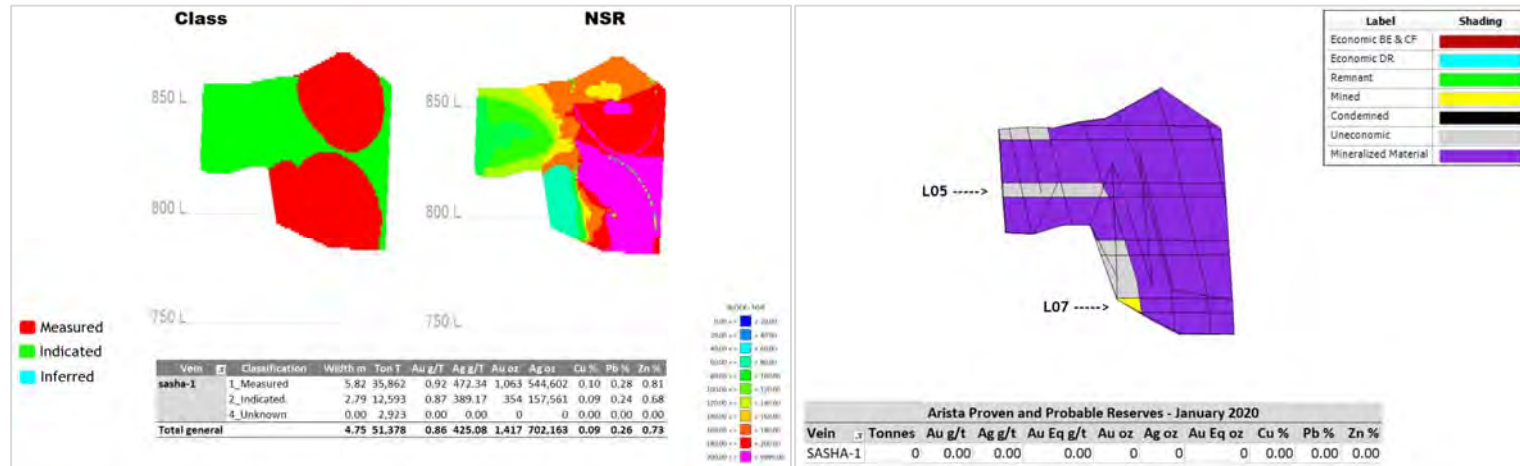 Class NSR
850 L 850 L
800 L 800 L
750 L 750 L
Measured
Indicated
Inferred
Vein Classification Width m Ton T Au g/T Ag g/T Au oz Ag oz Cu % Pb % Zn %
sasha-1 1_Measured 5.82 35,862 0.92 472.34 1,063 544,602 0.10 0.28 0.81
2_Indicated 2.79 12,593 0.87 389.17 354 157,561 0.09 0.24 0.68
4_Unknown 0.00 2,923 0.00 0.00 0 0 0.00 0.00 0.00
Total general 4.75 51,378 0.86 425.08 1,417 702,163 0.09 0.26 0.73
Label Shading
Economic BE & CF
Economic DR
Remnant
Mined
Condemned
Uneconomic
Mineralized Material
L05 ----->
L07 ---->
Arista Proven and Probable Reserves - January 2020
Vein Tonnes Au g/t Ag g/t Au Eq g/t Au oz Ag oz Au Eq oz Cu % Pb % Zn %
SASHA-1 0 0.00 0.00 0.00 0 0 0 0.00 0.00 0.00